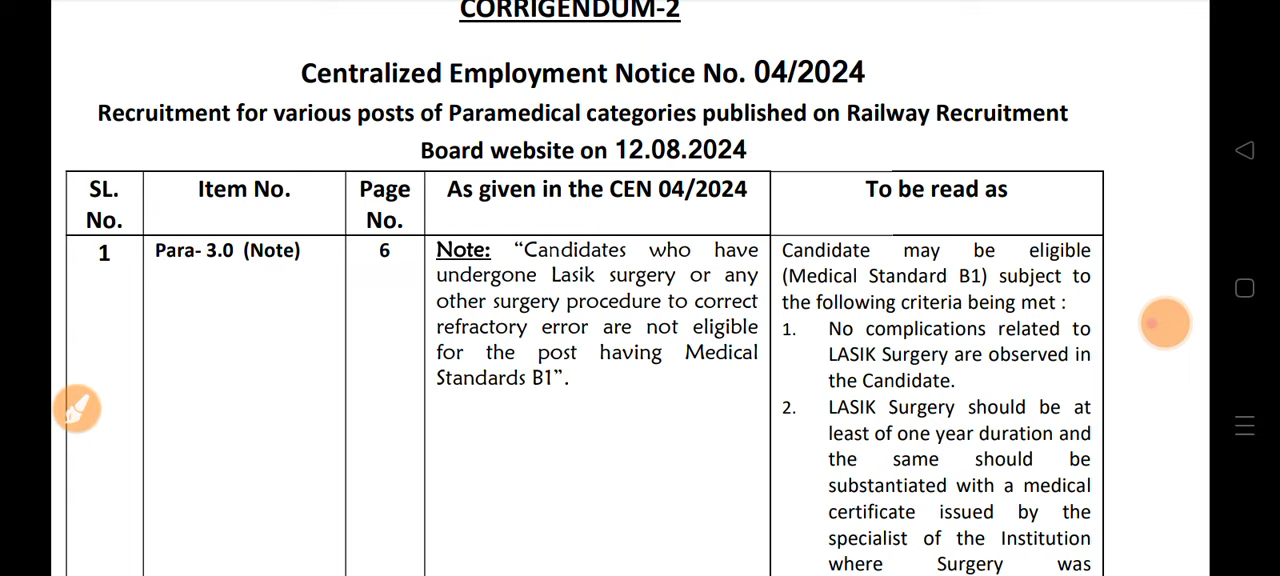 CORRIGENDUM-2
Centralized Employment Notice No. 04/2024
Recruitment for various posts of Paramedical categories published on Railway Recruitment
Board website on 12.08.2024
SL. No.
Item No.
Page No.
As given in the CEN 04/2024
To be read as
1
Para- 3.0 (Note)
6
Note: “Candidates who have
undergone Lasik surgery or any
other surgery procedure to correct
refractory error are not eligible
for the post having Medical
Standards B1”.
Candidate may be eligible
(Medical Standard B1) subject to
the following criteria being met :
1. No complications related to
LASIK Surgery are observed in
the Candidate.
2. LASIK Surgery should be at
least of one year duration and
the same should be
substantiated with a medical
certificate issued by the
specialist of the Institution
where Surgery was